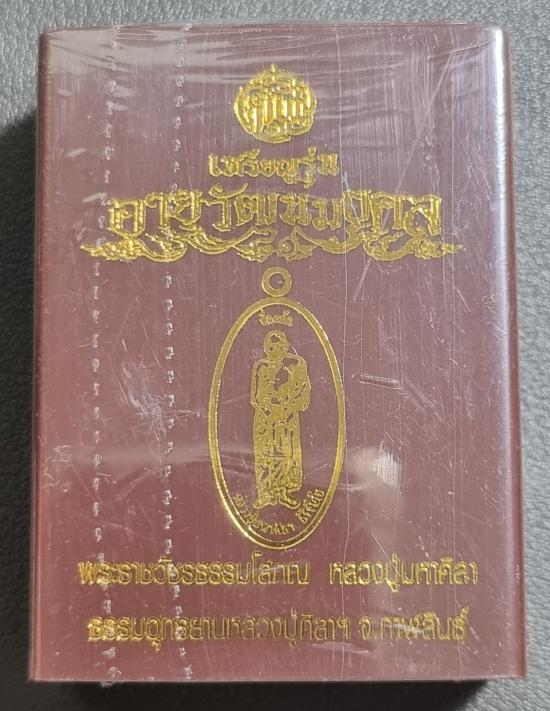 เหรียญรุ่น
อายุวัฒนมงคล
พระราชวัชรธรรมโสภณ หลวงปู่มหาศิลา
ธรรมอุทธยานหลวงปู่ศิลาฯ จ.กาฬสินธุ์